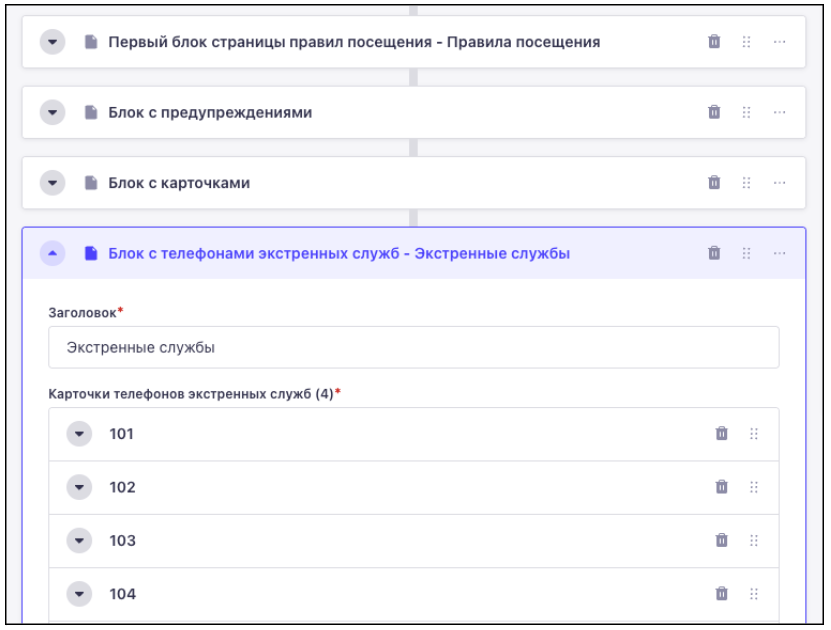 Первый блок страницы правил посещения - Правила посещения
Блок с предупреждениями
Блок с карточками
Блок с телефонами экстренных служб - Экстренные службы
Заголовок*
Экстренные службы
Карточки телефонов экстренных служб (4)*
101
102
103
104